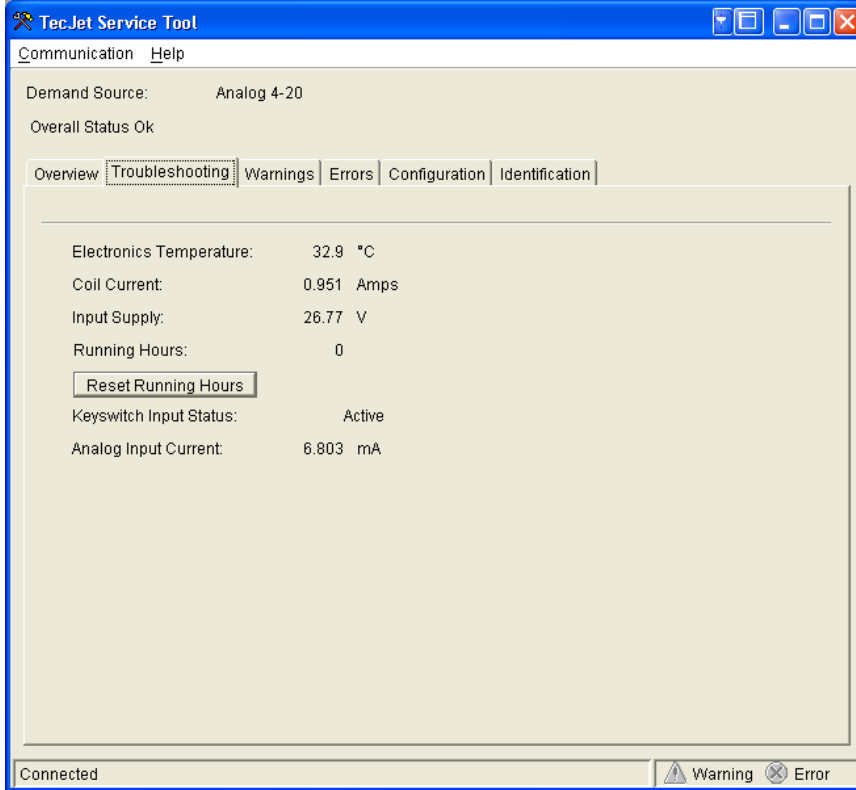 TecJet Service Tool
Communication Help
Demand Source: Analog 4-20
Overall Status Ok
Overview Troubleshooting Warnings Errors Configuration Identification
Electronics Temperature: 32.9 °C
Coil Current: 0.951 Amps
Input Supply: 26.77 V
Running Hours: 0
Reset Running Hours
Keyswitch Input Status: Active
Analog Input Current: 6.803 mA
Connected Warning Error